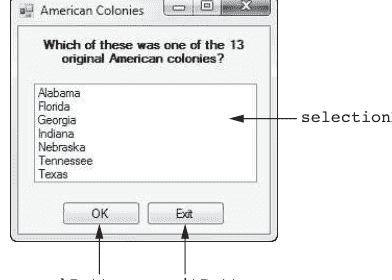 American Colonies
Which of these was one of the 13
original American colonies?
Alabama
Florida
Georgia
Indiana
Nebraska
Tennessee
Texas
selection
OK
Exit